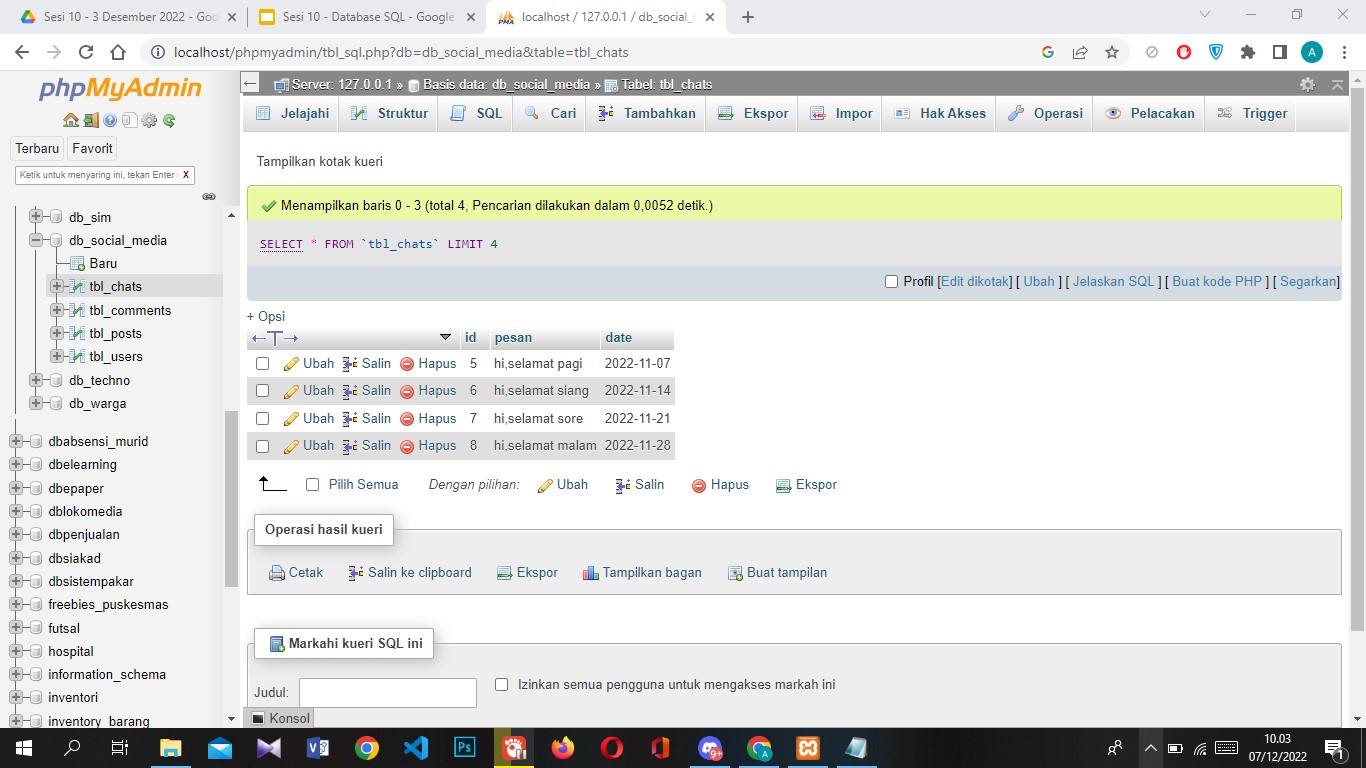 Sesi 10 - 3 Desember 2022 - Goo
Sesi 10 - Database SQL - Google
localhost / 127.0.0.1 / db_social_r
localhost/phpmyadmin/tbl_sql.php?db=db_social_media&table=tbl_chats
A
phpMyAdmin
Terbaru Favorit
Ketik untuk menyaring ini, tekan Enter X
db_sim
db_social_media
Baru
tbl_chats
tbl_comments
tbl_posts
tbl_users
db_techno
db_warga
dbabsensi_murid
dbelearning
dbepaper
dblokomedia
dbpenjualan
dbsiakad
dbsistempakar
freebies_puskesmas
futsal
hospital
information_schema
inventori
inventory_barang
Server: 127.0.0.1 » Basis data: db_social_media » Tabel: tbl_chats
Jelajahi Struktur SQL Cari Tambahkan Ekspor Impor Hak Akses Operasi Pelacakan Trigger
Tampilkan kotak kueri
Menampilkan baris 0 - 3 (total 4, Pencarian dilakukan dalam 0,0052 detik.)
SELECT * FROM `tbl_chats` LIMIT 4
Profil [Edit dikotak] [ Ubah ] [ Jelaskan SQL ] [ Buat kode PHP ] [ Segarkan]
+ Opsi
←T→ id pesan date
Ubah Salin Hapus 5 hi,selamat pagi 2022-11-07
Ubah Salin Hapus 6 hi,selamat siang 2022-11-14
Ubah Salin Hapus 7 hi,selamat sore 2022-11-21
Ubah Salin Hapus 8 hi,selamat malam 2022-11-28
Pilih Semua Dengan pilihan: Ubah Salin Hapus Ekspor
Operasi hasil kueri
Cetak Salin ke clipboard Ekspor Tampilkan bagan Buat tampilan
Markahi kueri SQL ini
Judul: Izinkan semua pengguna untuk mengakses markah ini
Konsol
10.03
07/12/2022